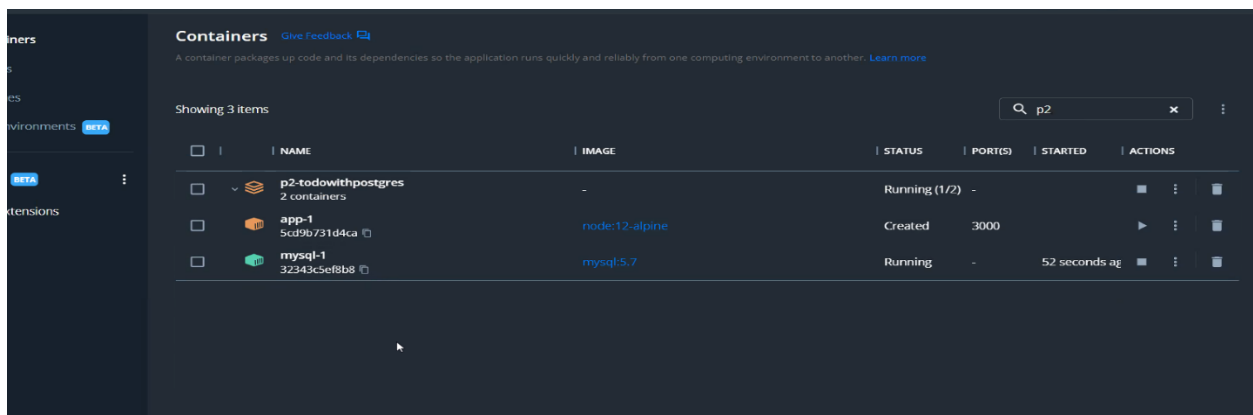 iners
Containers Give Feedback
s
A container packages up code and its dependencies so the application runs quickly and reliably from one computing environment to another. Learn more
es
Showing 3 items p2
vironments BETA
NAME IMAGE STATUS PORT(S) STARTED ACTIONS
BETA
p2-todowithpostgres - Running (1/2) -
2 containers
xtensions
app-1 node:12-alpine Created 3000
5cd9b731d4ca
mysql-1 mysql:5.7 Running - 52 seconds ag
32343c5ef8b8